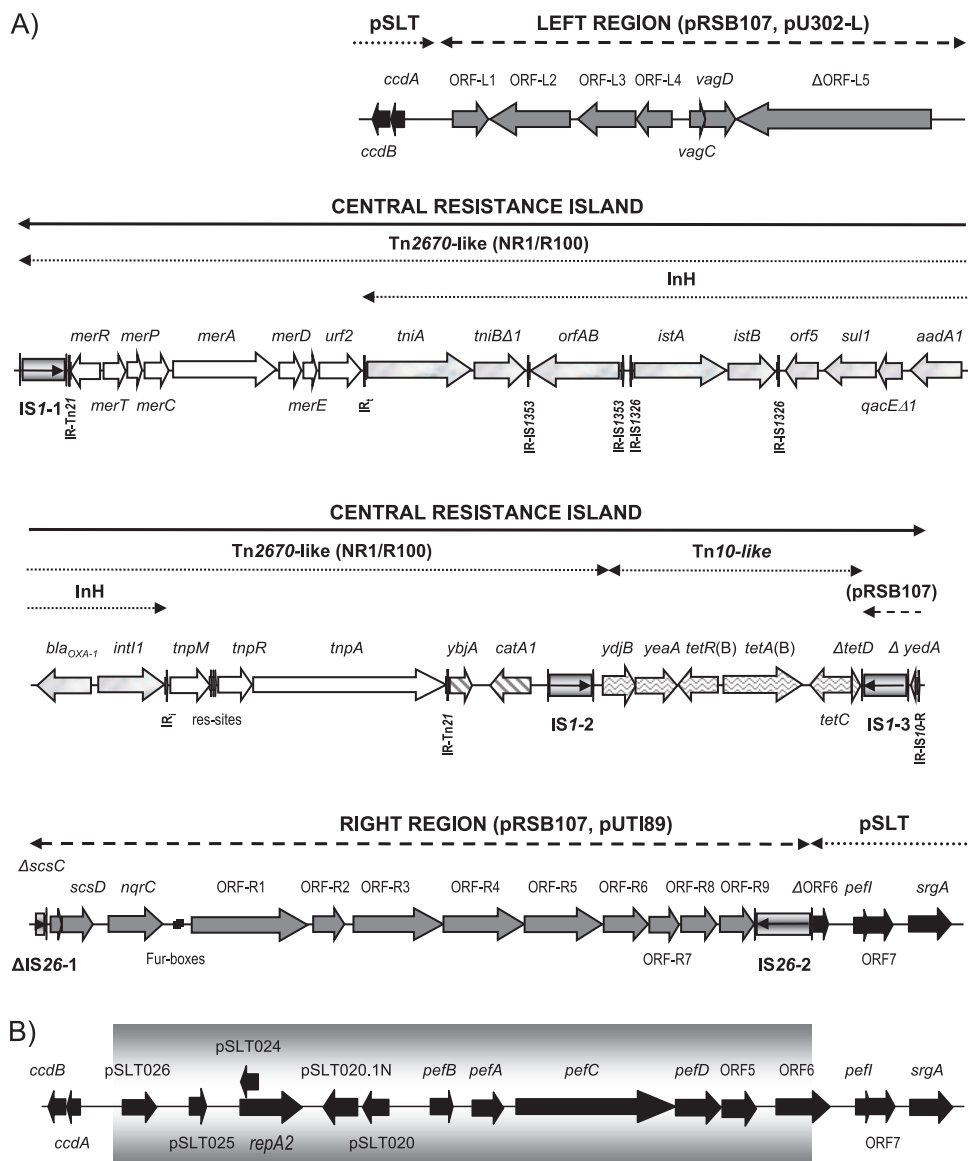 A)
pSLT
LEFT REGION (pRSB107, pU302-L)
ccdA
ORF-L1
ORF-L2
ORF-L3
ORF-L4
vagD
ΔORF-L5
ccdB
vagC
CENTRAL RESISTANCE ISLAND
Tn2670-like (NR1/R100)
InH
merR
merP
merA
merD
urf2
tniA
tniBΔ1
orfAB
istA
istB
orf5
sul1
aadA1
IS1-1
IR-Tn21
merT
merC
merE
IRt
IR-IS1353
IR-IS1353
IR-IS1326
IR-IS1326
qacEΔ1
CENTRAL RESISTANCE ISLAND
Tn2670-like (NR1/R100)
Tn10-like
InH
(pRSB107)
blaOXA-1
intI1
tnpM
tnpR
tnpA
ybjA
catA1
ydjB
yeaA
tetR(B)
tetA(B)
ΔtetD
Δ yedA
IRi
res-sites
IR-Tn21
IS1-2
tetC
IS1-3
IR-IS10-R
RIGHT REGION (pRSB107, pUTI89)
pSLT
ΔscsC
scsD
nqrC
ORF-R1
ORF-R2
ORF-R3
ORF-R4
ORF-R5
ORF-R6
ORF-R8
ORF-R9
ΔORF6
pefI
srgA
ΔIS26-1
Fur-boxes
ORF-R7
IS26-2
ORF7
B)
pSLT024
ccdB
pSLT026
pSLT020.1N
pefB
pefA
pefC
pefD
ORF5
ORF6
pefI
srgA
ccdA
pSLT025
repA2
pSLT020
ORF7